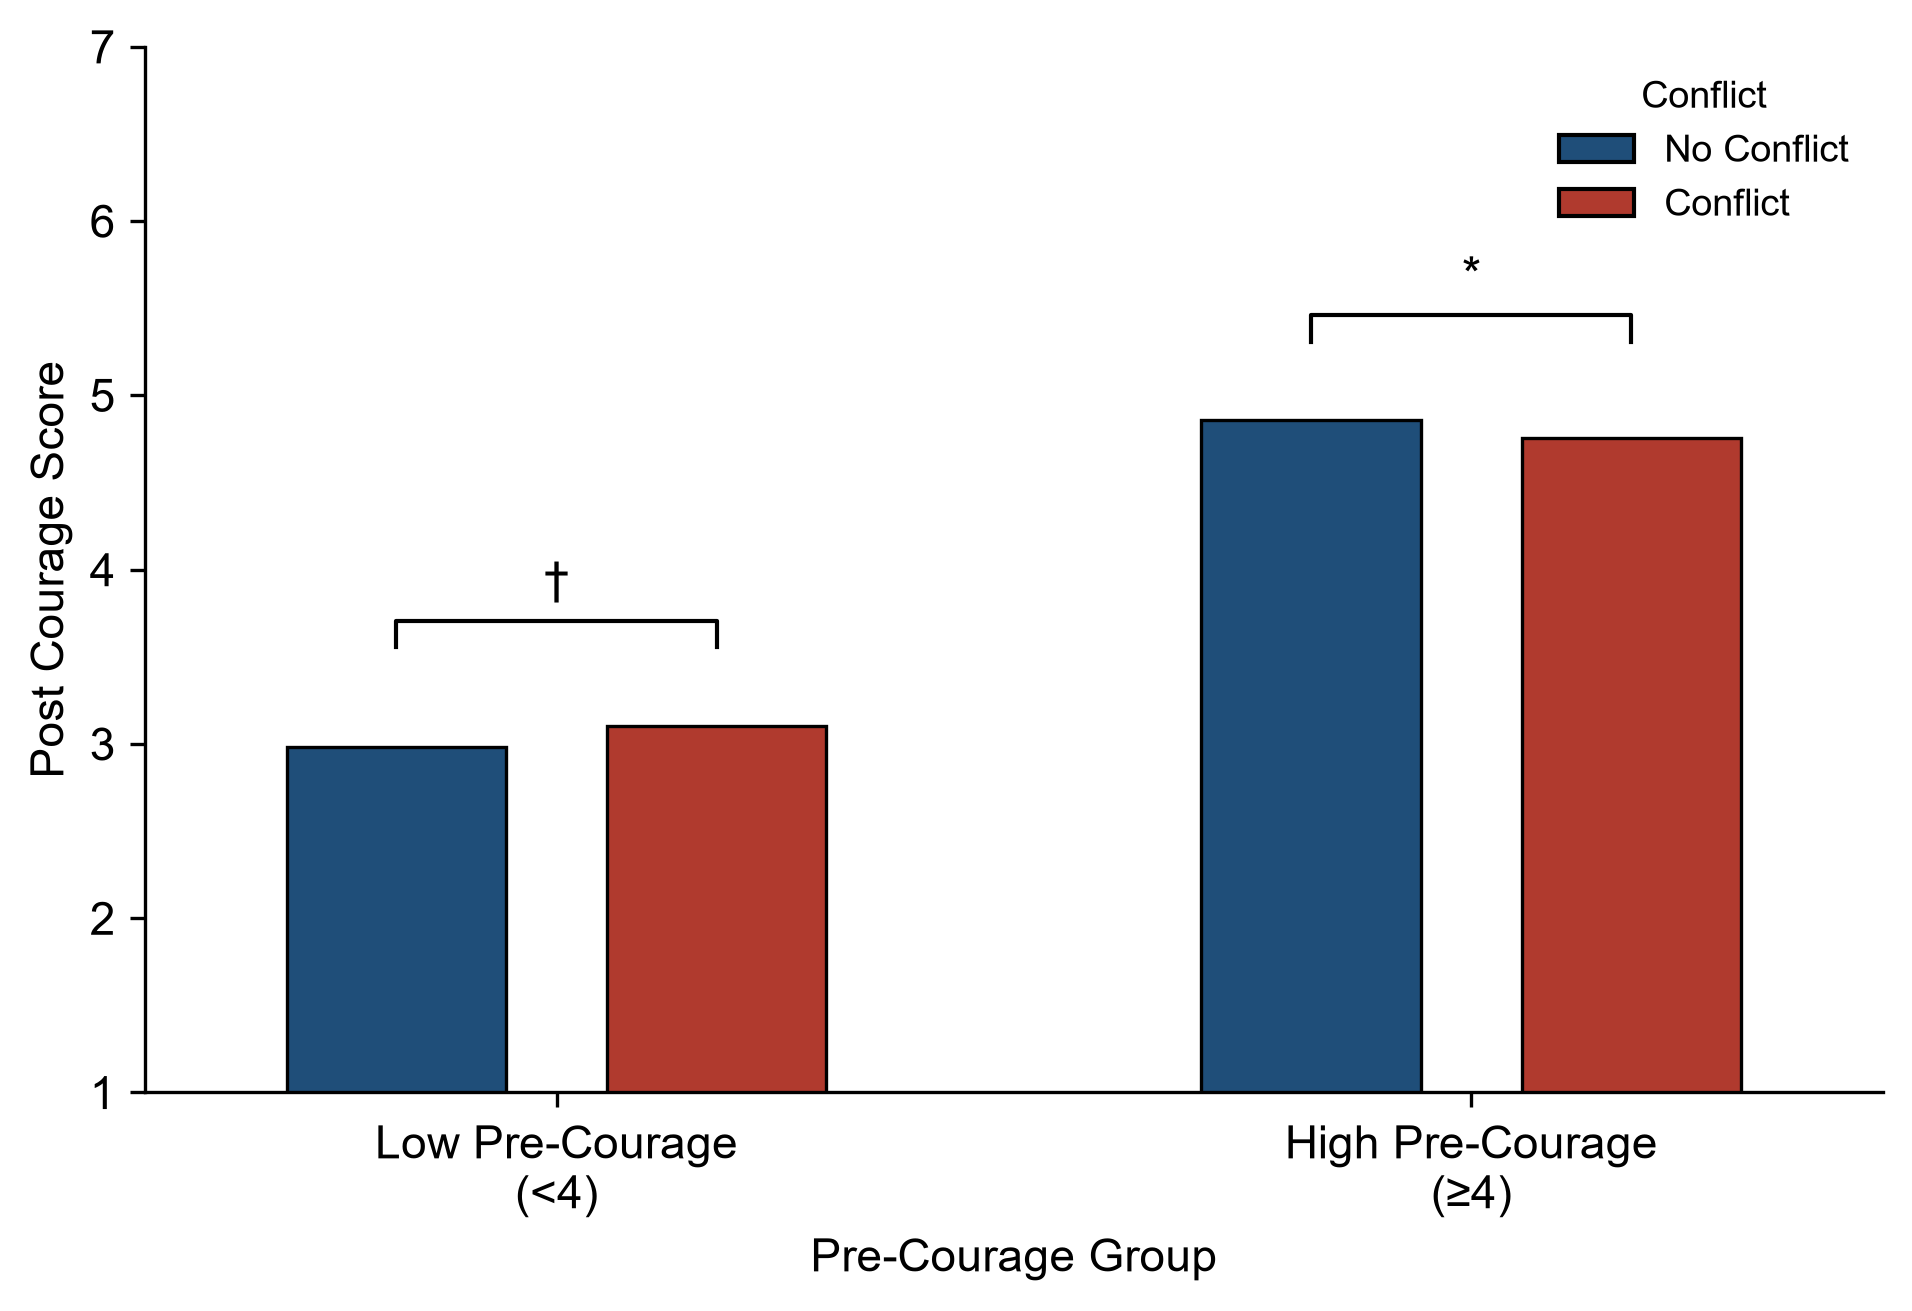 7
6
5
4
3
2
1
Post Courage Score
Conflict
No Conflict
Conflict
†
*
Low Pre-Courage
(<4)
High Pre-Courage
(≥4)
Pre-Courage Group